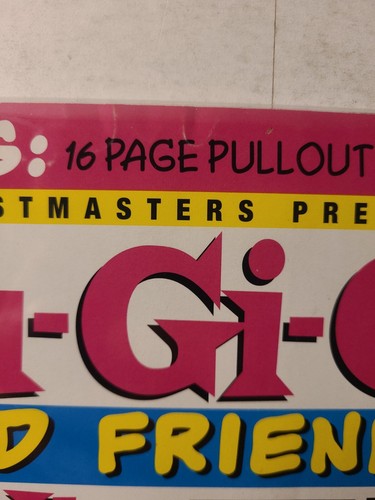 G: 16 PAGE PULLOUT
STMASTERS PRE
-Gi-
D FRIEN